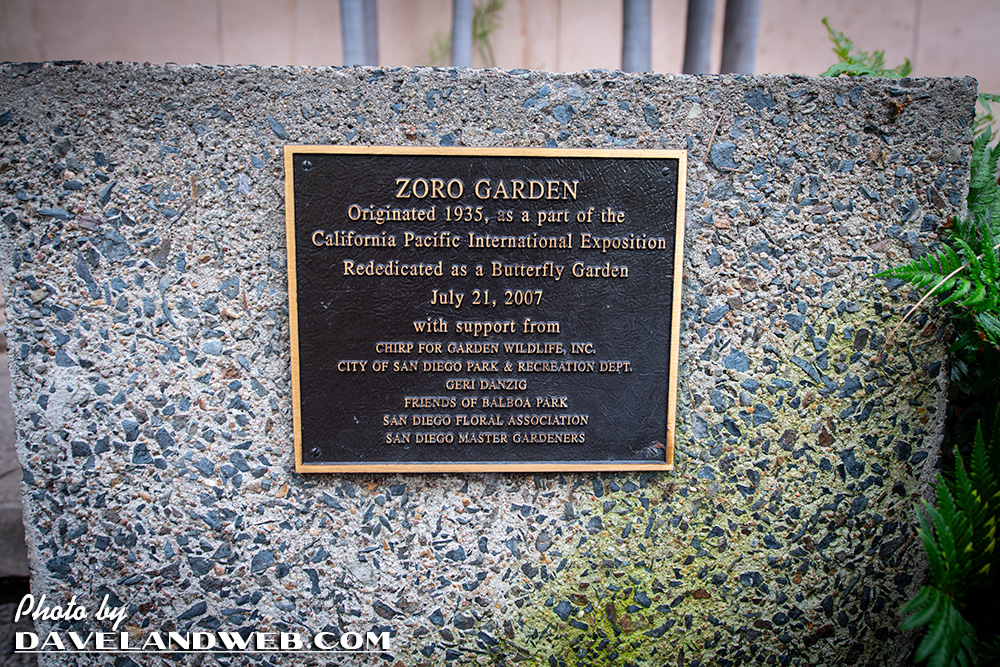 ZORO GARDEN
Originated 1935, as a part of the
California Pacific International Exposition
Rededicated as a Butterfly Garden
July 21, 2007
with support from
CHIRP FOR GARDEN WILDLIFE, INC.
CITY OF SAN DIEGO PARK & RECREATION DEPT.
GERI DANZIG
FRIENDS OF BALBOA PARK
SAN DIEGO FLORAL ASSOCIATION
SAN DIEGO MASTER GARDENERS
Photo by
DAVELANDWEB.COM